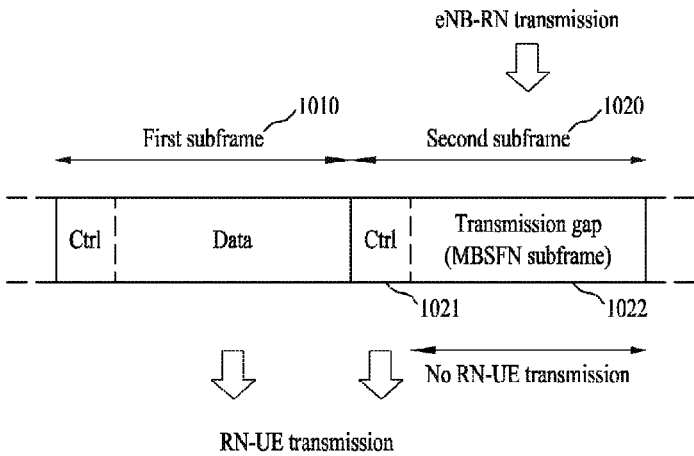 eNB-RN transmission
1010
1020
First subframe
Second subframe
Ctrl
Data
Ctrl
Transmission gap
(MBSFN subframe)
1021
1022
No RN-UE transmission
RN-UE transmission